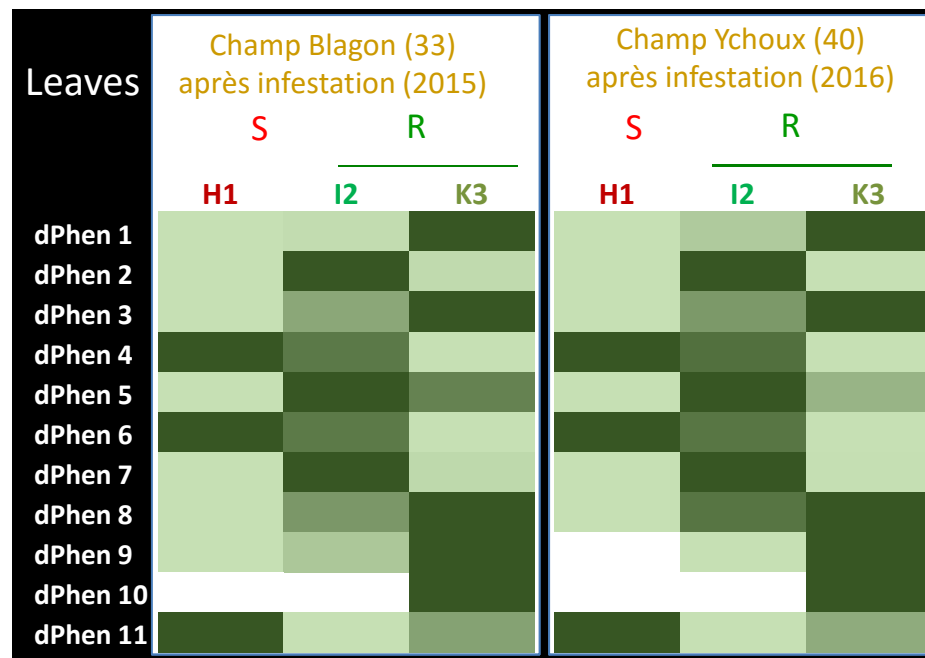 Leaves
Champ Blagon (33)
après infestation (2015)
S R
H1 I2 K3
Champ Ychoux (40)
après infestation (2016)
S R
H1 I2 K3
dPhen 1
dPhen 2
dPhen 3
dPhen 4
dPhen 5
dPhen 6
dPhen 7
dPhen 8
dPhen 9
dPhen 10
dPhen 11